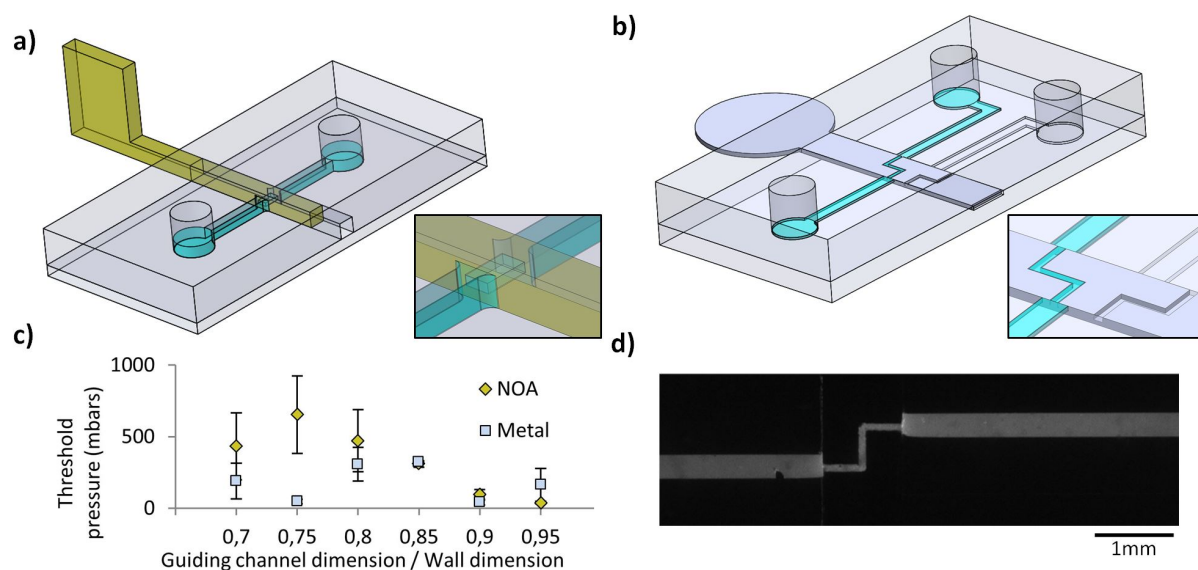 a)
b)
c)
1000
500
0
Threshold
pressure (mbars)
NOA
Metal
0,7 0,75 0,8 0,85 0,9 0,95
Guiding channel dimension / Wall dimension
d)
1mm